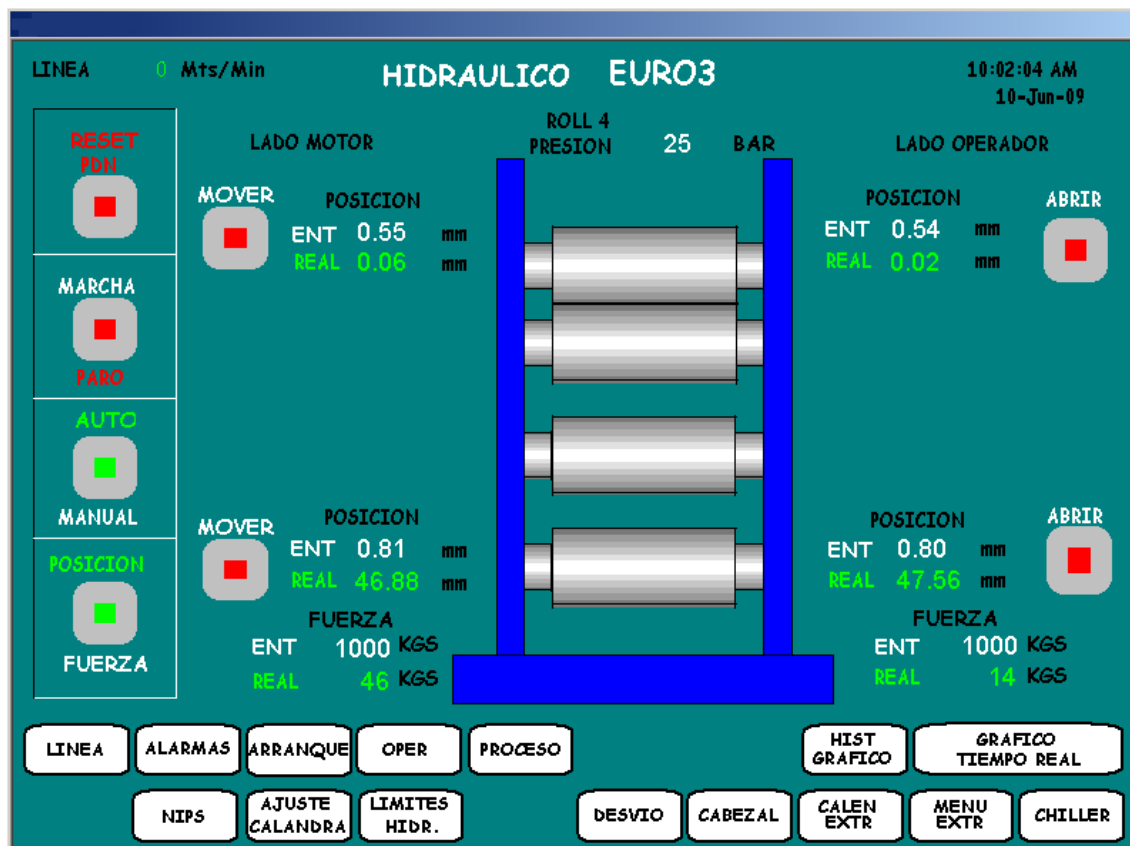 LINEA 0 Mts/Min
HIDRAULICO EURO3
10:02:04 AM
10-Jun-09
RESET
PDN
MARCHA
PARO
AUTO
MANUAL
POSICION
FUERZA
LADO MOTOR
ROLL 4
PRESION 25 BAR
LADO OPERADOR
MOVER
POSICION
ENT 0.55 mm
REAL 0.06 mm
POSICION
ENT 0.54 mm
REAL 0.02 mm
ABRIR
MOVER
POSICION
ENT 0.81 mm
REAL 46.88 mm
FUERZA
ENT 1000 KGS
REAL 46 KGS
POSICION
ENT 0.80 mm
REAL 47.56 mm
ABRIR
FUERZA
ENT 1000 KGS
REAL 14 KGS
LINEA
ALARMAS
ARRANQUE
OPER
PROCESO
HIST
GRAFICO
GRAFICO
TIEMPO REAL
NIPS
AJUSTE
CALANDRA
LIMITES
HIDR.
DESVIO
CABEZAL
CALEN
EXTR
MENU
EXTR
CHILLER